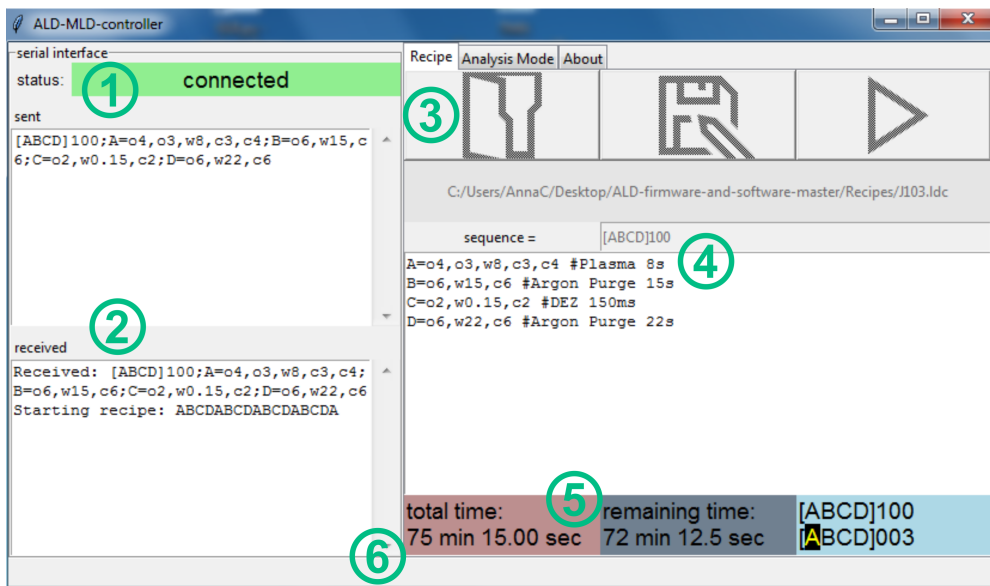 ALD-MLD-controller
serial interface
status: connected
1
sent
[ABCD]100;A=o4,o3,w8,c3,c4;B=o6,w15,c
6;C=o2,w0.15,c2;D=o6,w22,c6
2
received
Received: [ABCD]100;A=o4,o3,w8,c3,c4;
B=o6,w15,c6;C=o2,w0.15,c2;D=o6,w22,c6
Starting recipe: ABCDABCDABCDABCDA
Recipe Analysis Mode About
3
C:/Users/AnnaC/Desktop/ALD-firmware-and-software-master/Recipes/J103.ldc
sequence = [ABCD]100
4
A=o4,o3,w8,c3,c4 #Plasma 8s
B=o6,w15,c6 #Argon Purge 15s
C=o2,w0.15,c2 #DEZ 150ms
D=o6,w22,c6 #Argon Purge 22s
5
total time: remaining time: [ABCD]100
75 min 15.00 sec 72 min 12.5 sec [ABCD]003
6